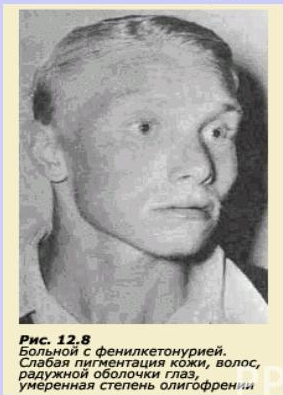 Рис. 12.8
Больной с фенилкетонурией.
Слабая пигментация кожи, волос,
радужной оболочки глаз,
умеренная степень олигофрении